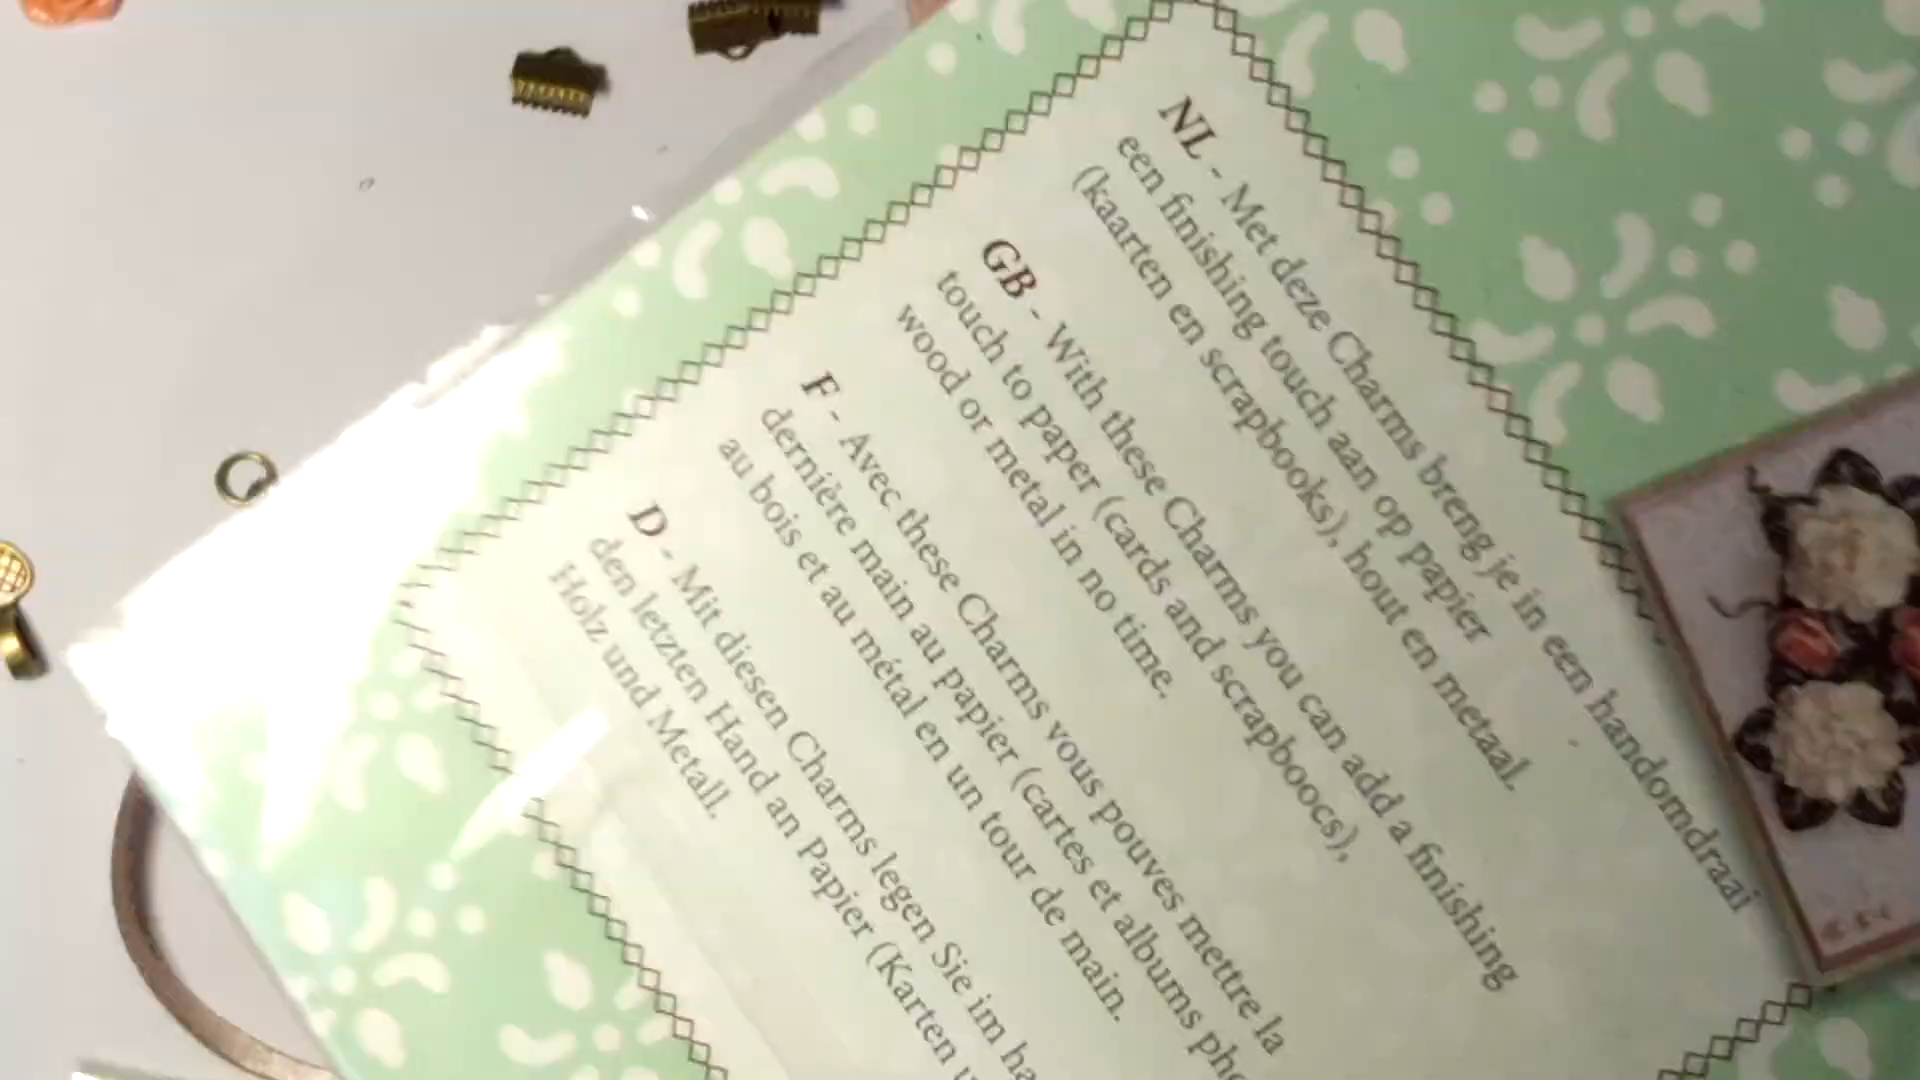 NL - Met deze Charms breng je in een handomdraai
een finishing touch aan op papier
(kaarten en scrapbooks), hout en metaal.
GB - With these Charms you can add a finishing
touch to paper (cards and scrapboocs),
wood or metal in no time.
F - Avec these Charms vous pouves mettre la
dernière main au papier (cartes et albums pho
au bois et au métal en un tour de main.
D - Mit diesen Charms legen Sie im ha
den letzten Hand an Papier (Karten u
Holz und Metall.